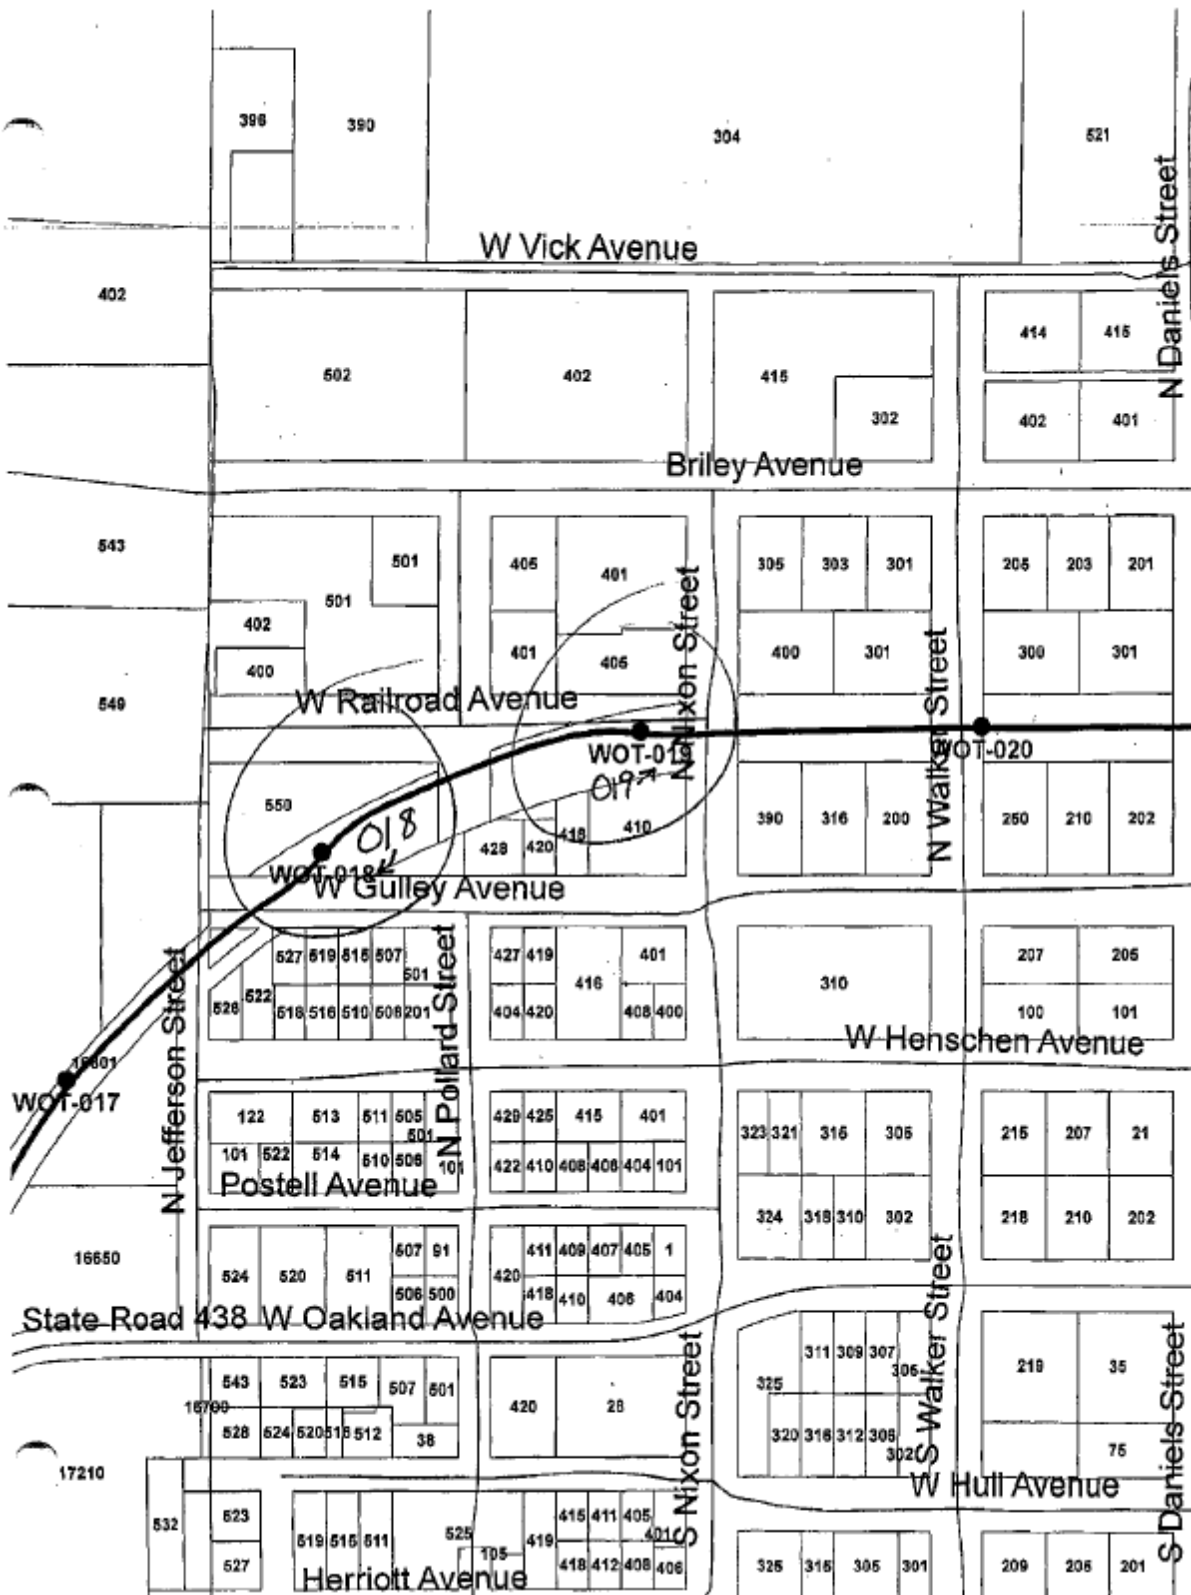 396 390 304 521
N Daniels Street
W Vick Avenue
402
414 415
502 402 415
302
402 401
Briley Avenue
543
501
405 401
305 303 301
205 203 201
501
402
400
401 405
400 301
300 301
N Nixon Street
N Walker Street
549
W Railroad Avenue
WOT-019
WOT-020
019
550
018
418 410
428 420
390 316 200
250 210 202
WOT-018
W Gulley Avenue
527 519 515 507
501
427 419
401
416
310
207 205
526 522
518 516 510 508 201
404 420
408 400
100 101
N Jefferson Street
N Pollard Street
W Henschen Avenue
16801
WOT-017
122 513 511 505
501
429 425 415 401
323 321 315 305
215 207 21
101 522 514 510 506 101
422 410 408 406 404 101
Postell Avenue
324 318 310 302
218 210 202
16650
507 91
411 409 407 405 1
524 520 511
420
506 500
418 410 406 404
State Road 438 W Oakland Avenue
S Walker Street
S Nixon Street
S Daniels Street
311 309 307
305
325
219 35
543 523 515 507 501
420 28
16700
528 524 520 518 512
38
320 316 312 306
302
75
17210
W Hull Avenue
532
523
519 515 511
525
105
419
415 411 405
401
527
418 412 408 406
325 315 305 301
209 205 201
Herriott Avenue